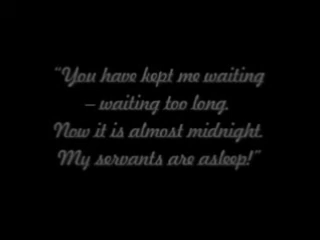 “You have kept me waiting
– waiting too long.
Now it is almost midnight.
My servants are asleep!”